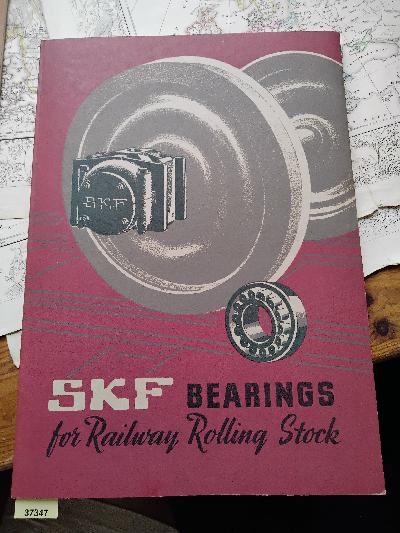 SKF
SKF BEARINGS
for Railway Rolling Stock
37347